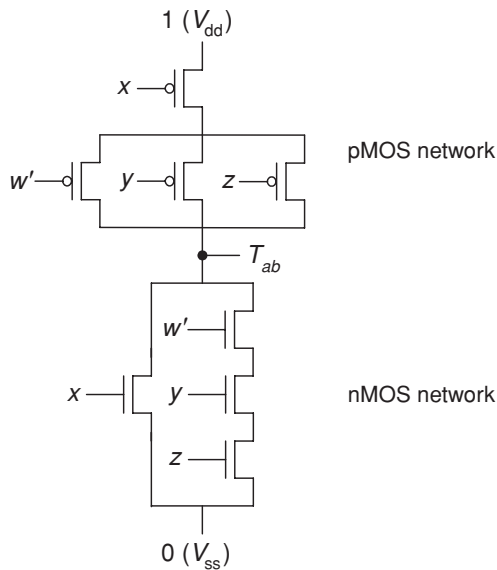 1 (Vdd)
x
pMOS network
w' y z
Tab
w'
x y nMOS network
z
0 (Vss)